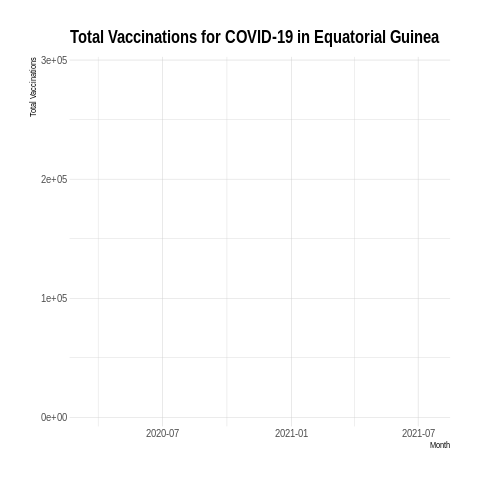 Total Vaccinations for COVID-19 in Equatorial Guinea
Total Vaccinations
3e+05
2e+05
1e+05
0e+00
2020-07 2021-01 2021-07
Month